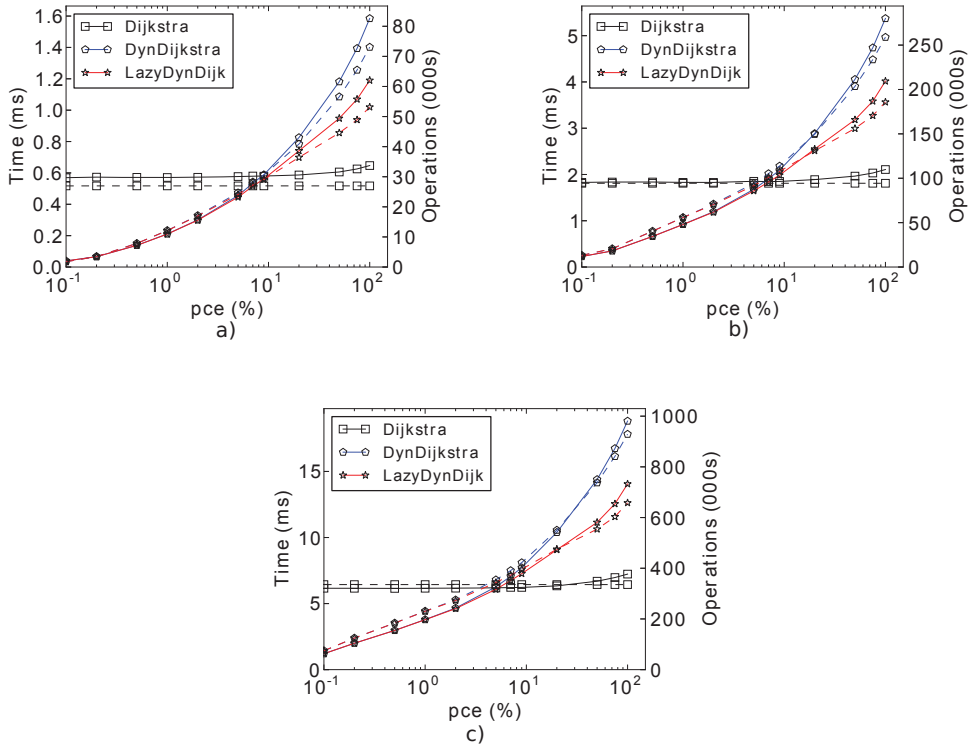 Dijkstra
DynDijkstra
LazyDynDijk
Time (ms)
1.6
1.4
1.2
1.0
0.8
0.6
0.4
0.2
0.0
Operations (000s)
80
70
60
50
40
30
20
10
0
10^-1
10^0
10^1
10^2
pce (%)
a)
Dijkstra
DynDijkstra
LazyDynDijk
Time (ms)
5
4
3
2
1
0
Operations (000s)
250
200
150
100
50
0
10^-1
10^0
10^1
10^2
pce (%)
b)
Dijkstra
DynDijkstra
LazyDynDijk
Time (ms)
15
10
5
0
Operations (000s)
1000
800
600
400
200
0
10^-1
10^0
10^1
10^2
pce (%)
c)